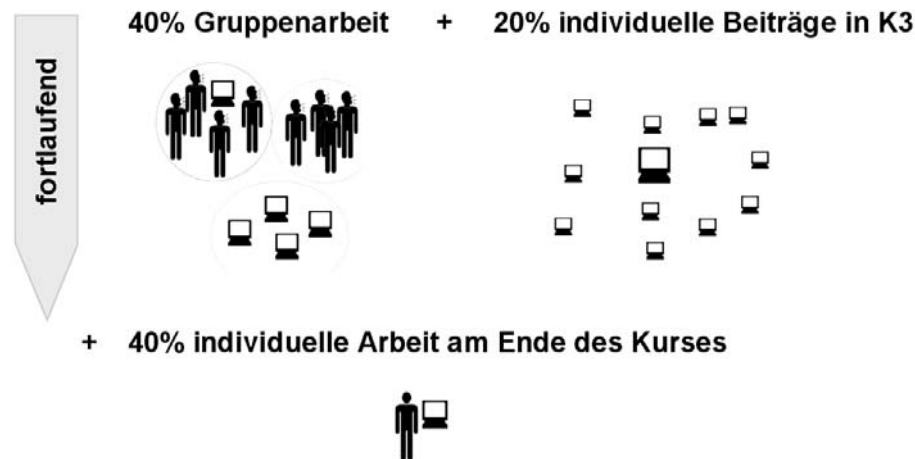 40% Gruppenarbeit + 20% individuelle Beiträge in K3
fortlaufend
+ 40% individuelle Arbeit am Ende des Kurses